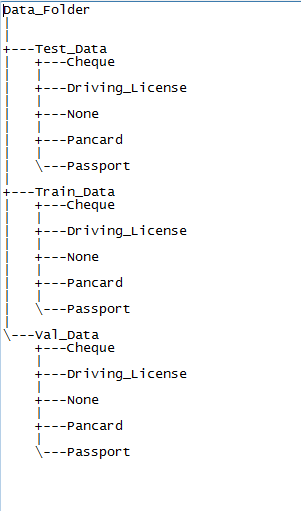 Data_Folder
|
|
+---Test_Data
|   +---Cheque
|   |
|   +---Driving_License
|   |
|   +---None
|   |
|   +---Pancard
|   |
|   \---Passport
|
+---Train_Data
|   +---Cheque
|   |
|   +---Driving_License
|   |
|   +---None
|   |
|   +---Pancard
|   |
|   \---Passport
|
\---Val_Data
    +---Cheque
    |
    +---Driving_License
    |
    +---None
    |
    +---Pancard
    |
    \---Passport